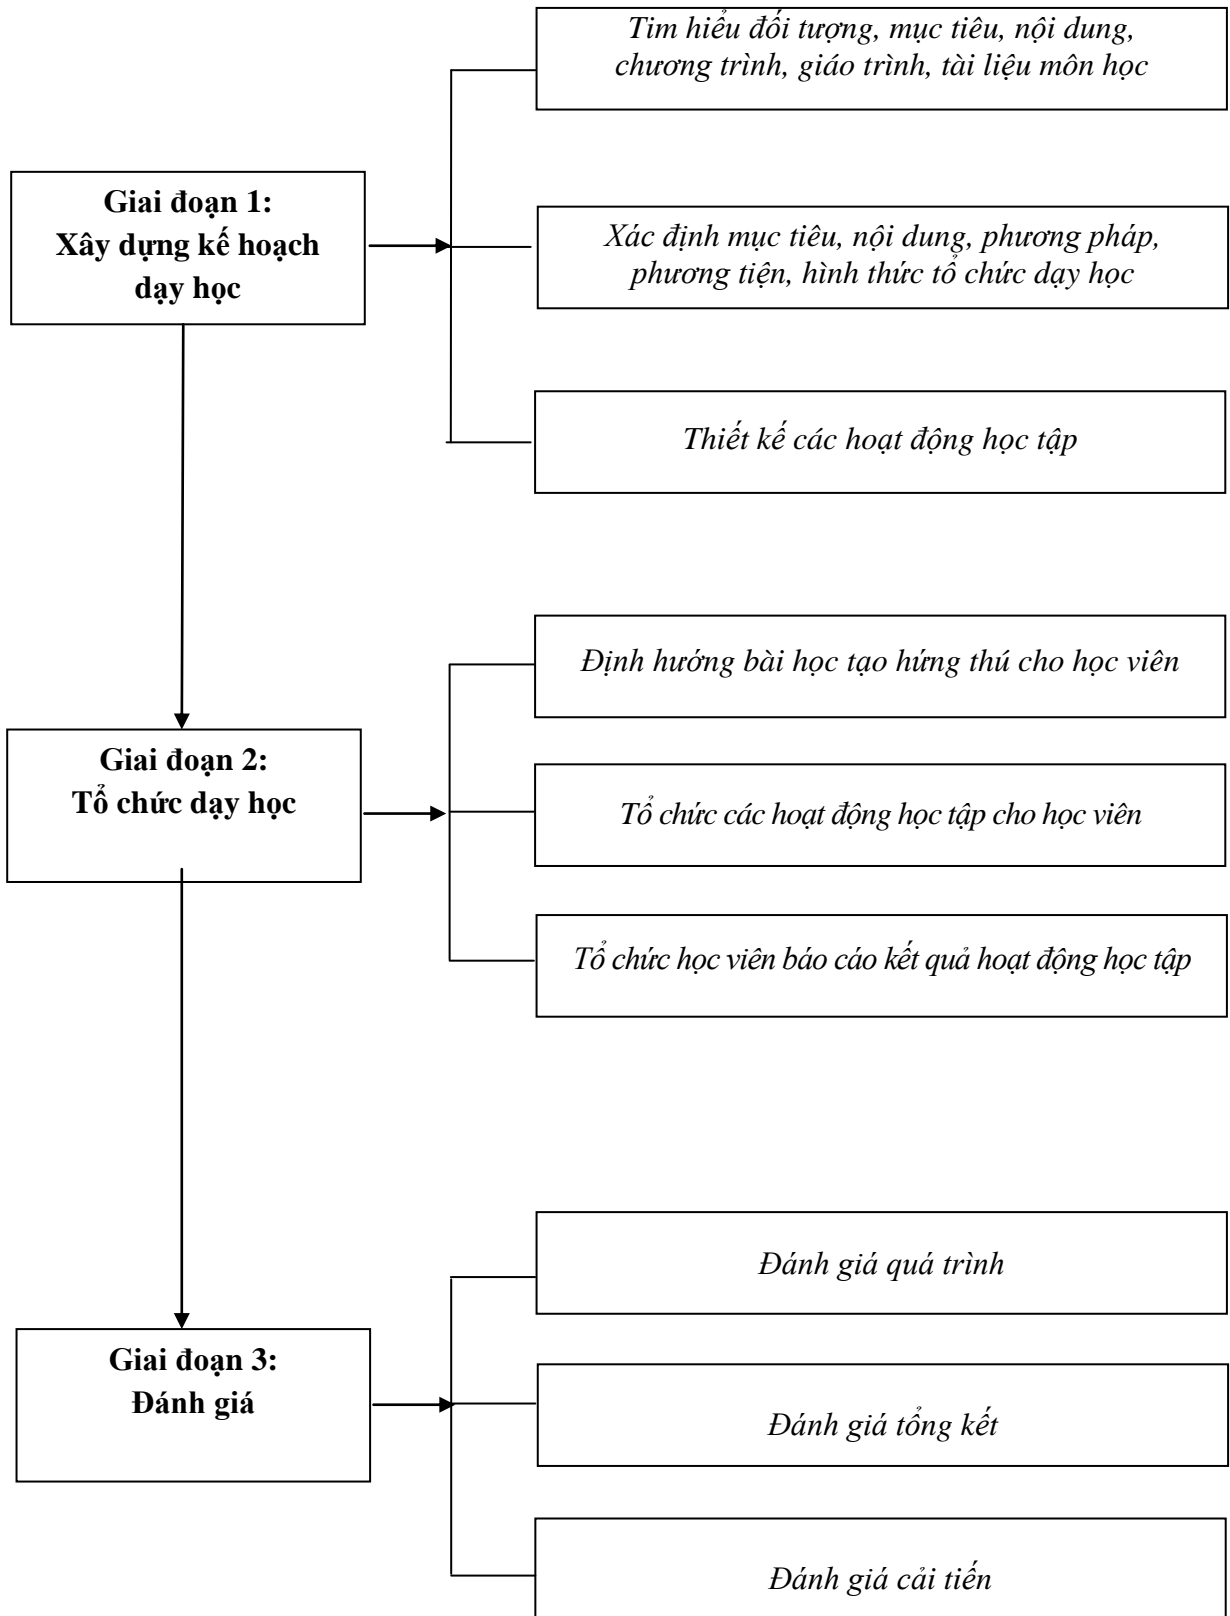 Tim hiểu đối tượng, mục tiêu, nội dung,
chương trình, giáo trình, tài liệu môn học
Giai đoạn 1:
Xây dựng kế hoạch
dạy học
Xác định mục tiêu, nội dung, phương pháp,
phương tiện, hình thức tổ chức dạy học
Thiết kế các hoạt động học tập
Định hướng bài học tạo hứng thú cho học viên
Giai đoạn 2:
Tổ chức dạy học
Tổ chức các hoạt động học tập cho học viên
Tổ chức học viên báo cáo kết quả hoạt động học tập
Đánh giá quá trình
Giai đoạn 3:
Đánh giá
Đánh giá tổng kết
Đánh giá cải tiến